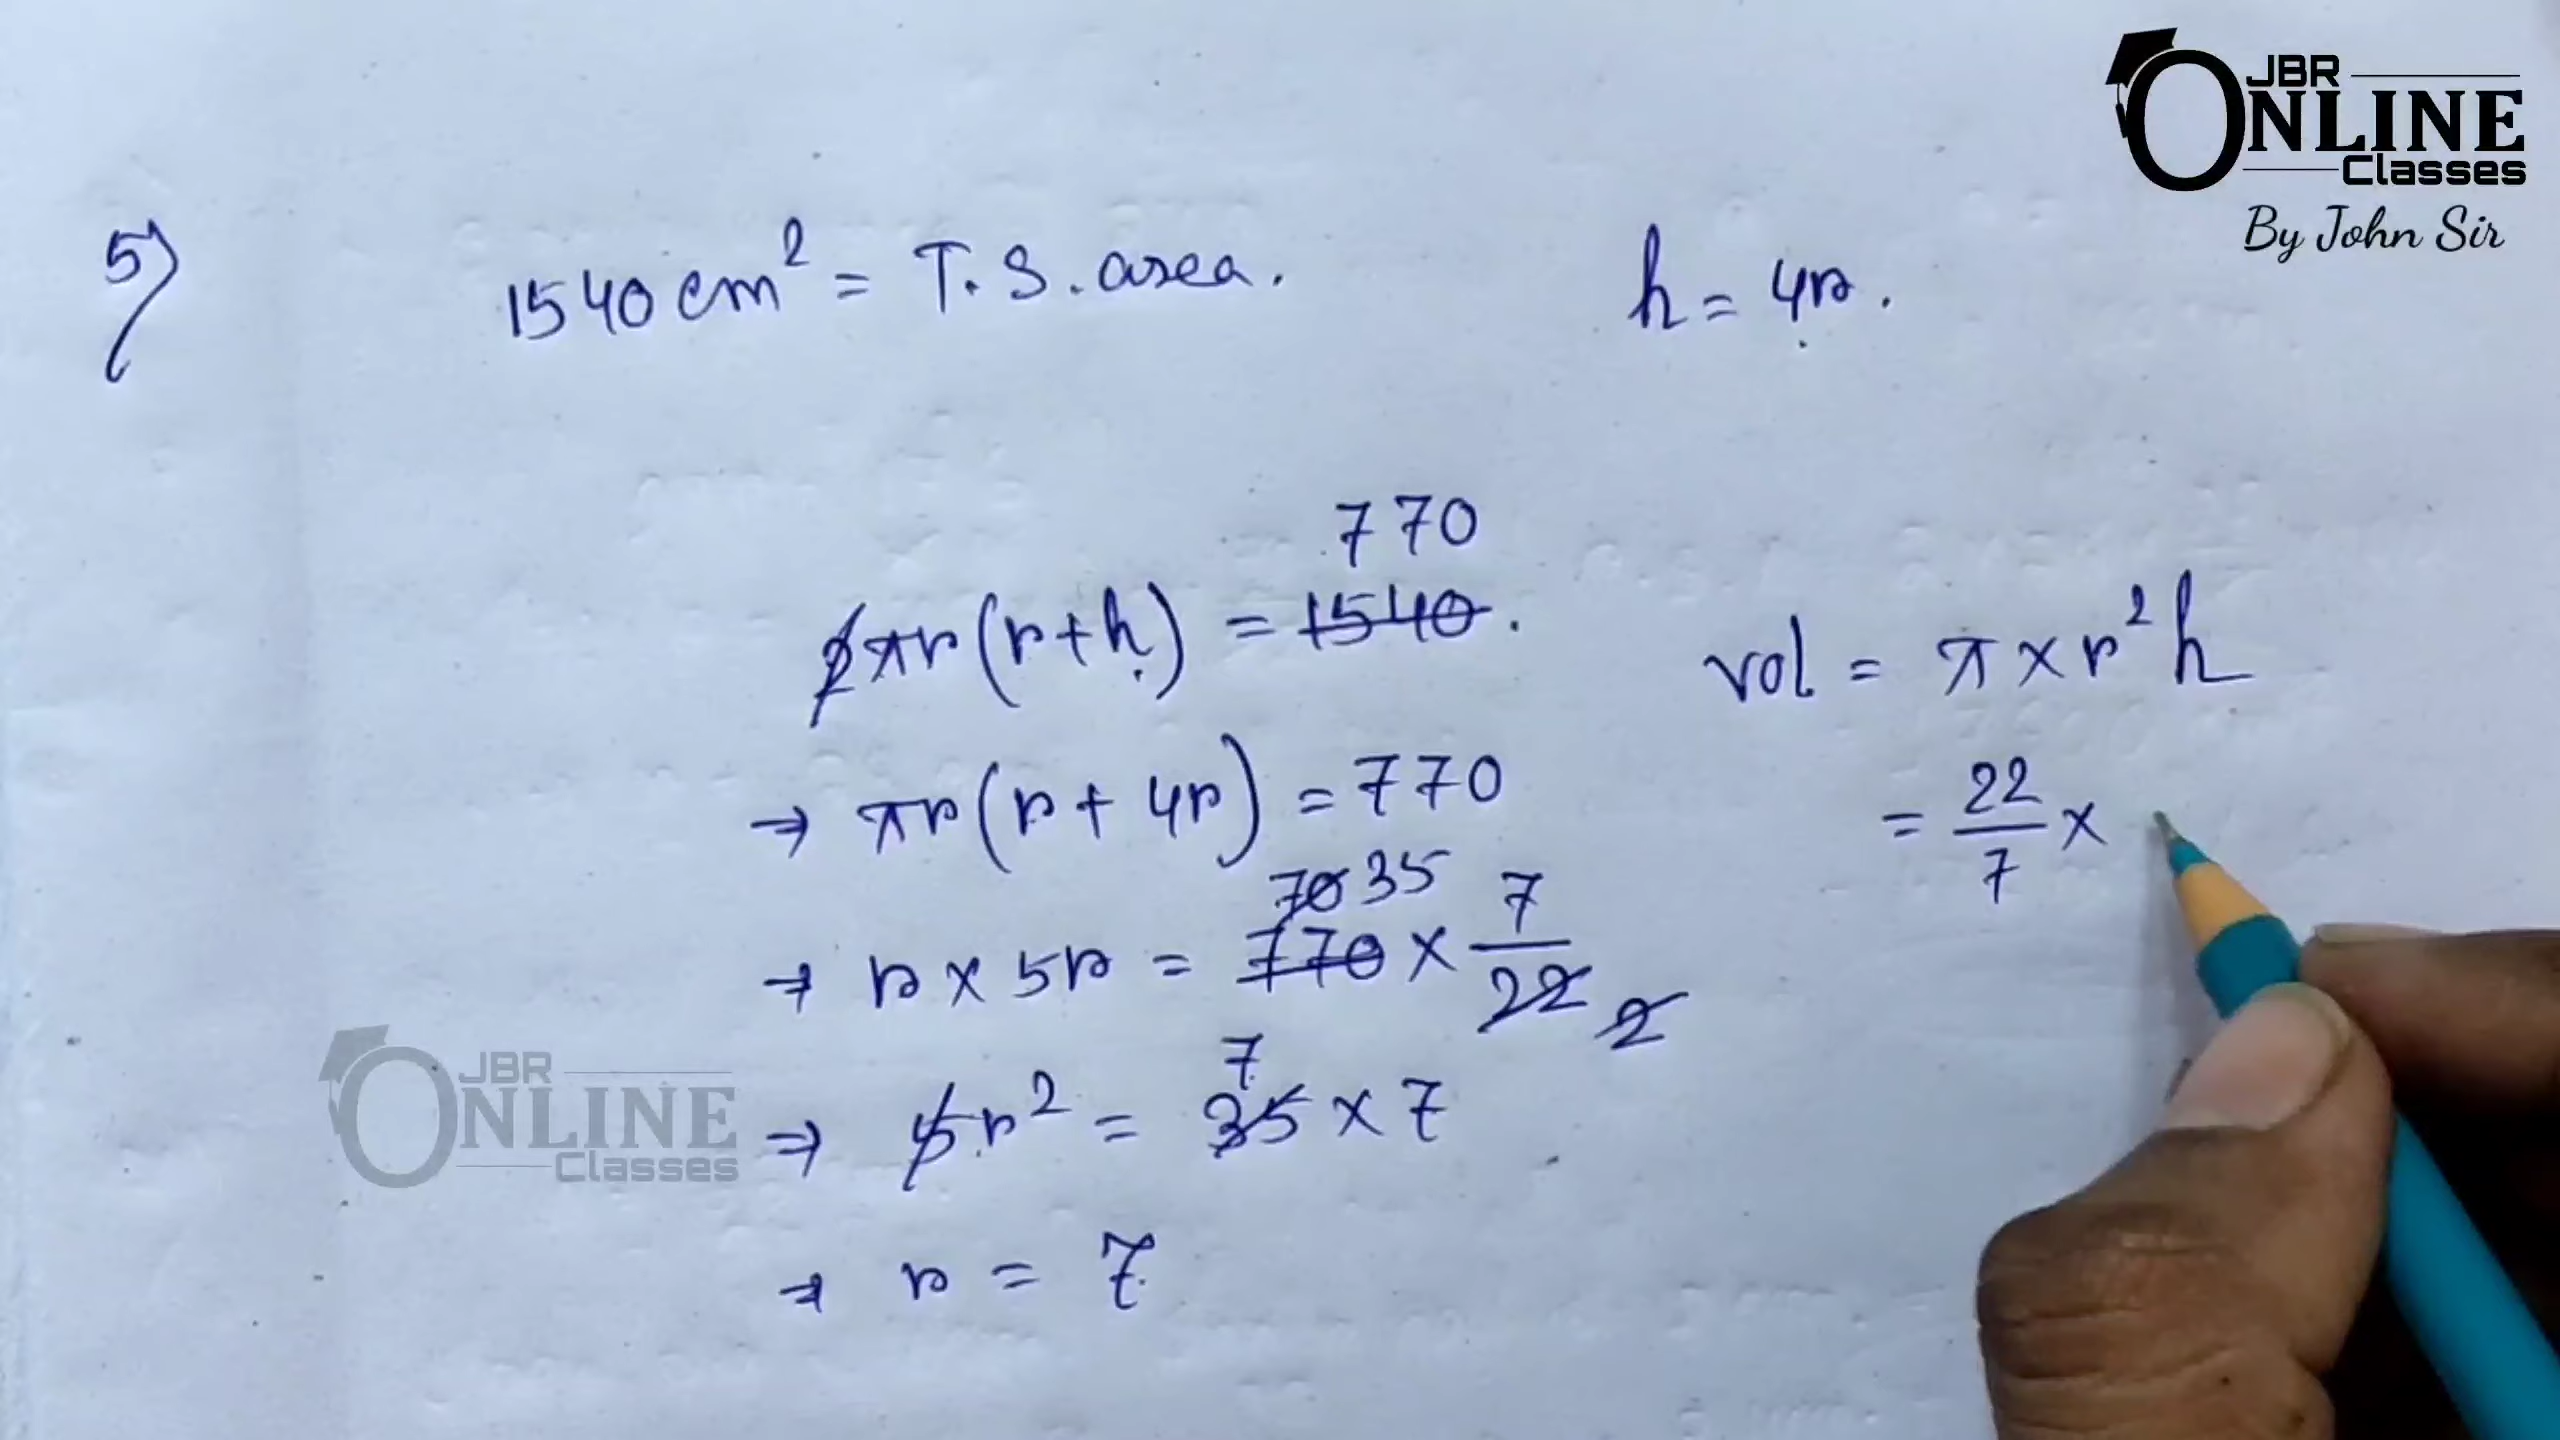 JBR
ONLINE
Classes
By John Sir
5)
1540 cm² = T. S. area.
h = 4r.
770
2πr(r+h) = 1540.
→ πr(r + 4r) = 770
70 35
→ r × 5r = 770 × 7/22 2
7
→ 5r² = 35 × 7
→ r = 7
vol = π × r² h
= 22/7 ×
JBR
ONLINE
Classes